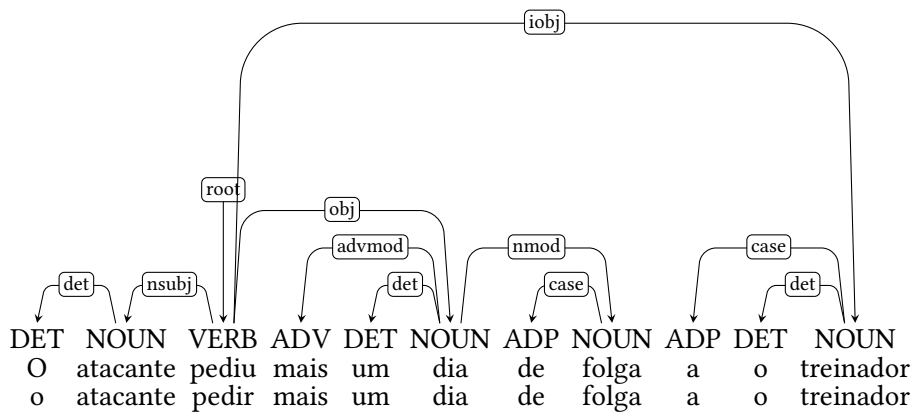 iobj
root
obj
advmod nmod case
det nsubj det case det
DET NOUN VERB ADV DET NOUN ADP NOUN ADP DET NOUN
O atacante pediu mais um dia de folga a o treinador
o atacante pedir mais um dia de folga a o treinador